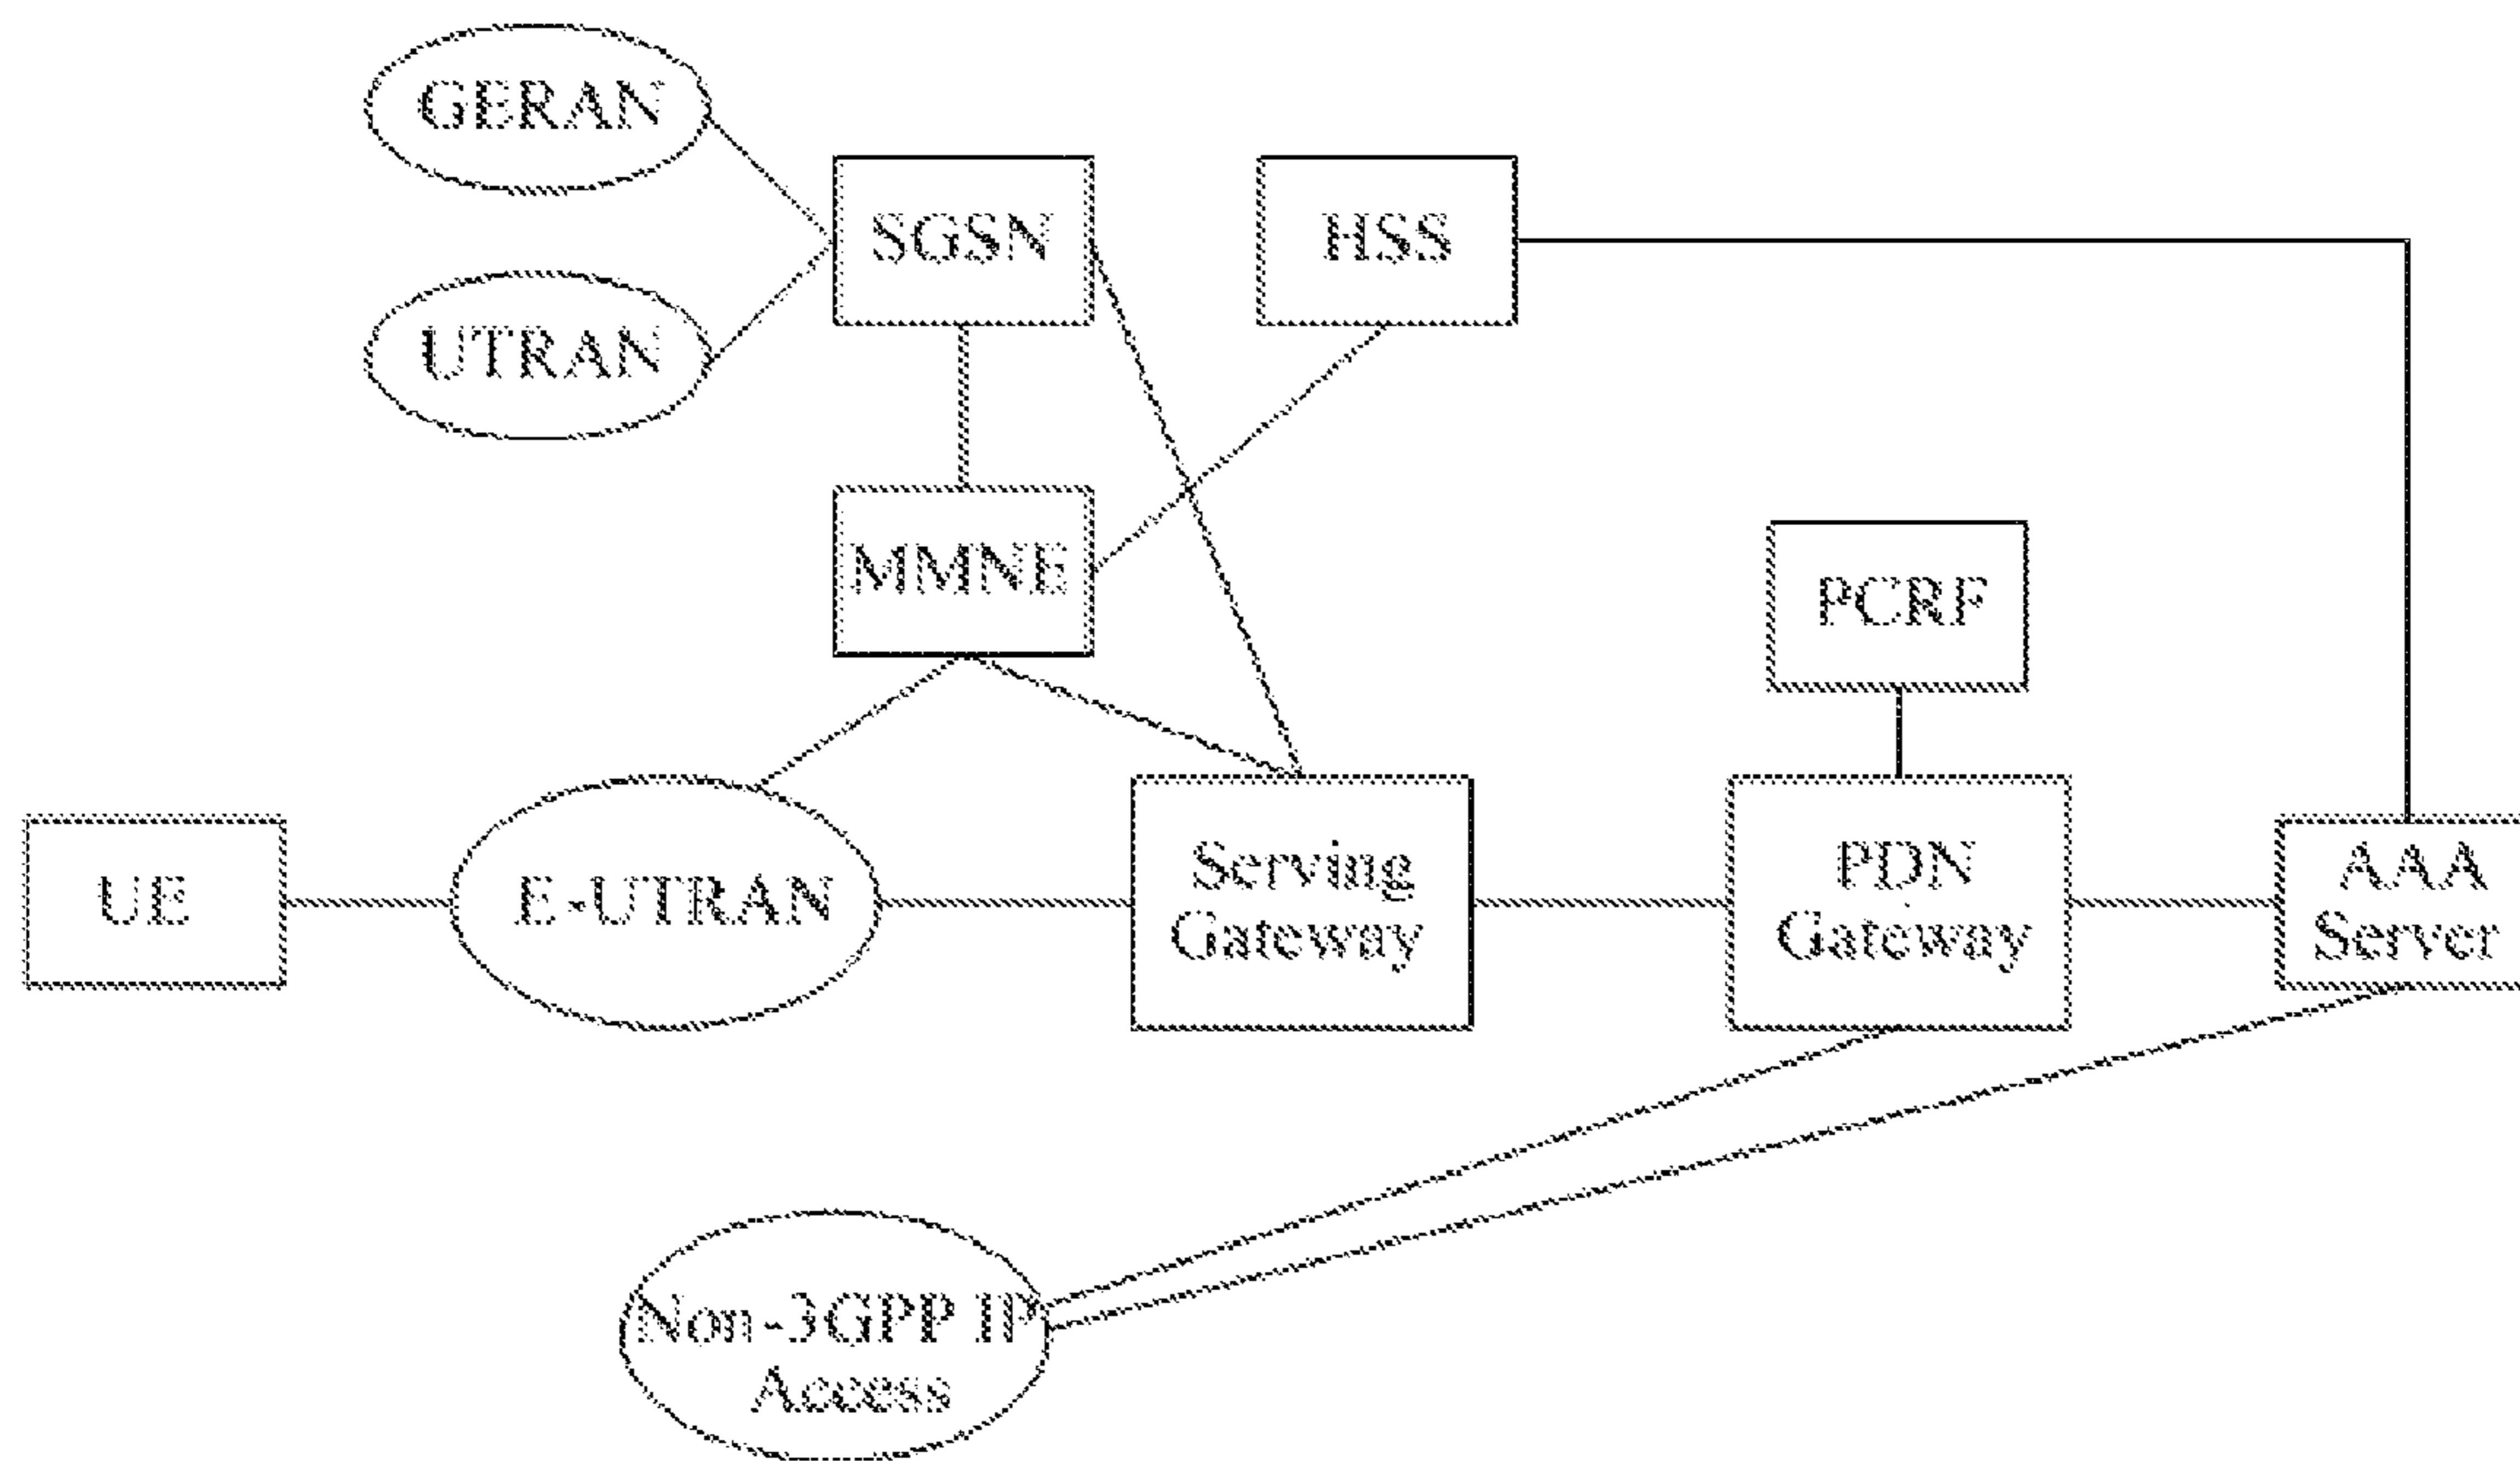 GERAN
SGSN
HSS
UTRAN
MMNE
PCRF
UE
E-UTRAN
Serving
Gateway
PDN
Gateway
AAA
Server
Non-3GPP IP
Access